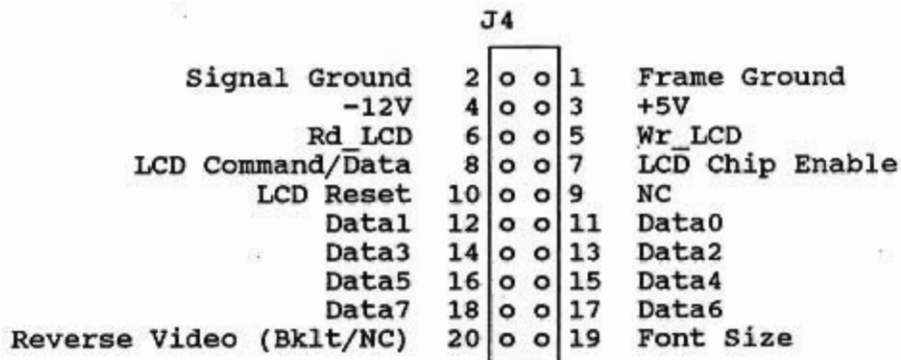 J4
Signal Ground 2 o o 1 Frame Ground
-12V 4 o o 3 +5V
Rd_LCD 6 o o 5 Wr_LCD
LCD Command/Data 8 o o 7 LCD Chip Enable
LCD Reset 10 o o 9 NC
Data1 12 o o 11 Data0
Data3 14 o o 13 Data2
Data5 16 o o 15 Data4
Data7 18 o o 17 Data6
Reverse Video (Bklt/NC) 20 o o 19 Font Size